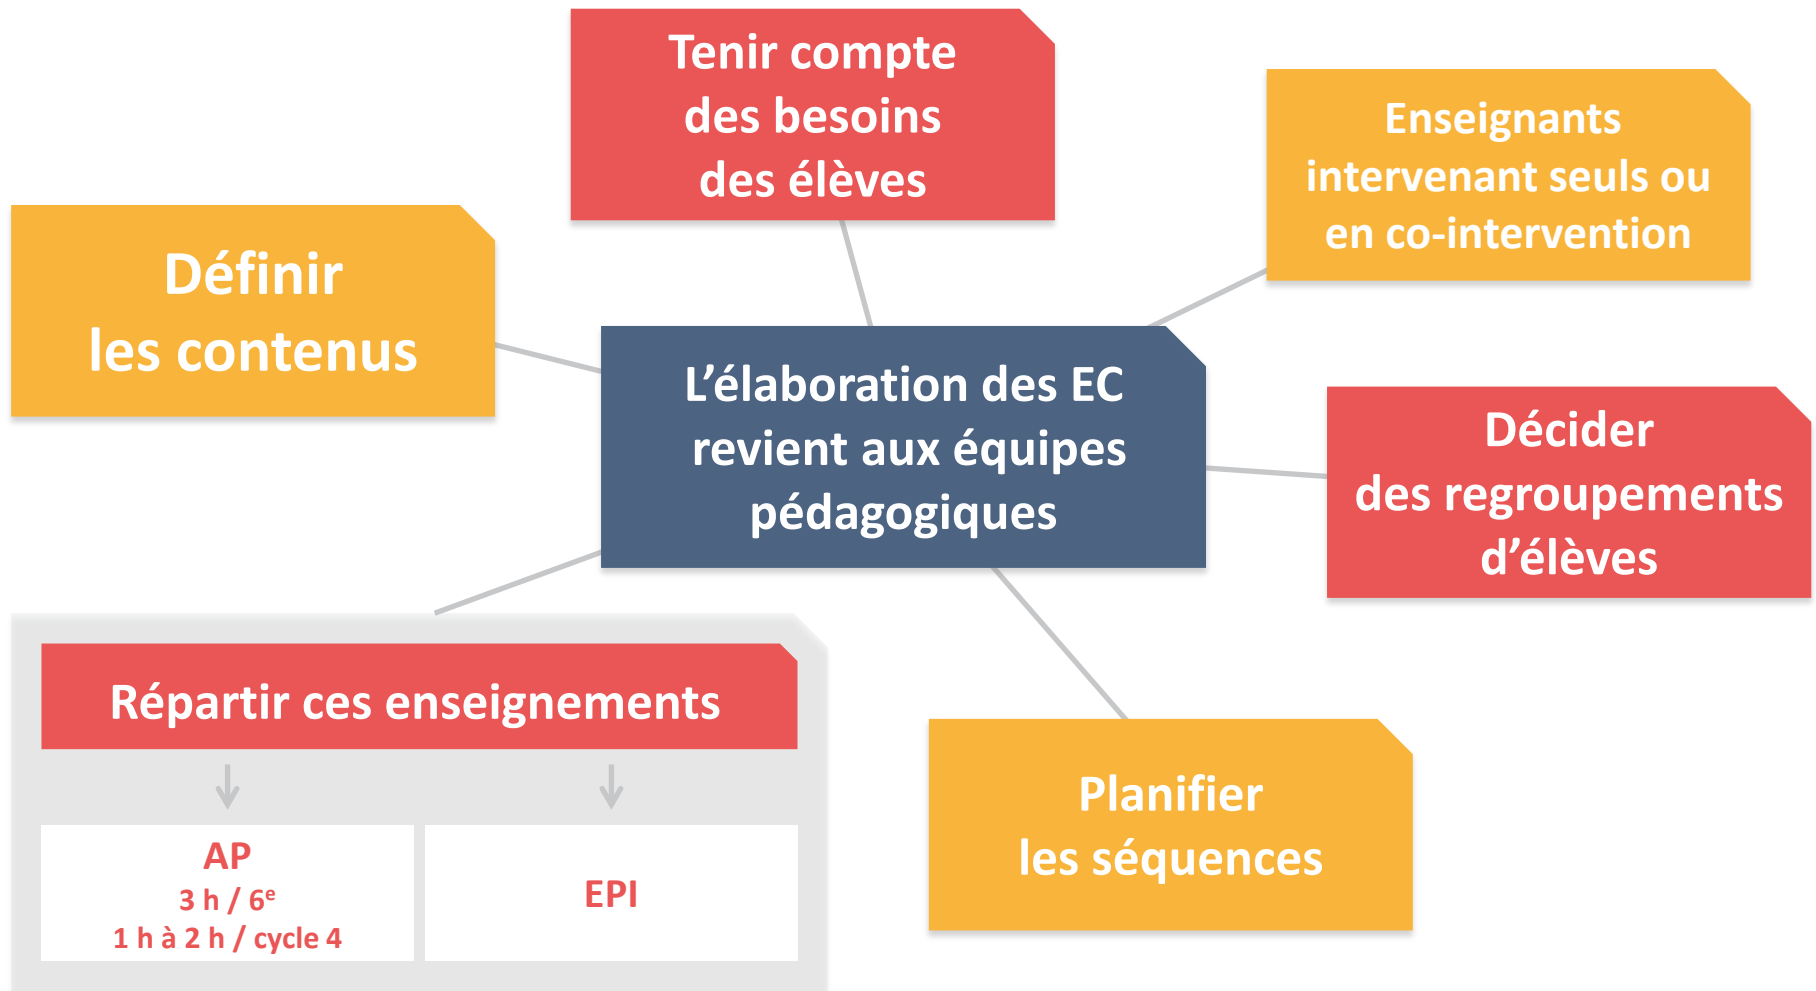 Tenir compte
des besoins
des élèves
Enseignants
intervenant seuls ou
en co-intervention
Définir
les contenus
L’élaboration des EC
revient aux équipes
pédagogiques
Décider
des regroupements
d’élèves
Répartir ces enseignements
AP
3 h / 6ᵉ
1 h à 2 h / cycle 4
EPI
Planifier
les séquences